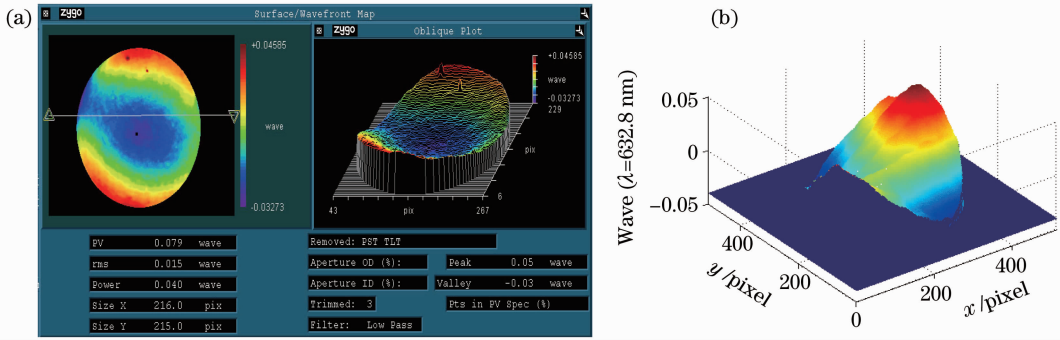 (a)
zygo Surface/Wavefront Map
+0.04585
wave
-0.03273
zygo Oblique Plot
+0.04585
wave
-0.03273
229
pix
6
43 pix 267
PV 0.079 wave
rms 0.015 wave
Power 0.040 wave
Size X 216.0 pix
Size Y 215.0 pix
Removed: PST TLT
Aperture OD (%): Peak 0.05 wave
Aperture ID (%): Valley -0.03 wave
Trimmed: 3 Pts in PV Spec (%)
Filter: Low Pass
(b)
Wave (λ=632.8 nm)
0.05
0
−0.05
400
200
y /pixel
0
200
400
x /pixel